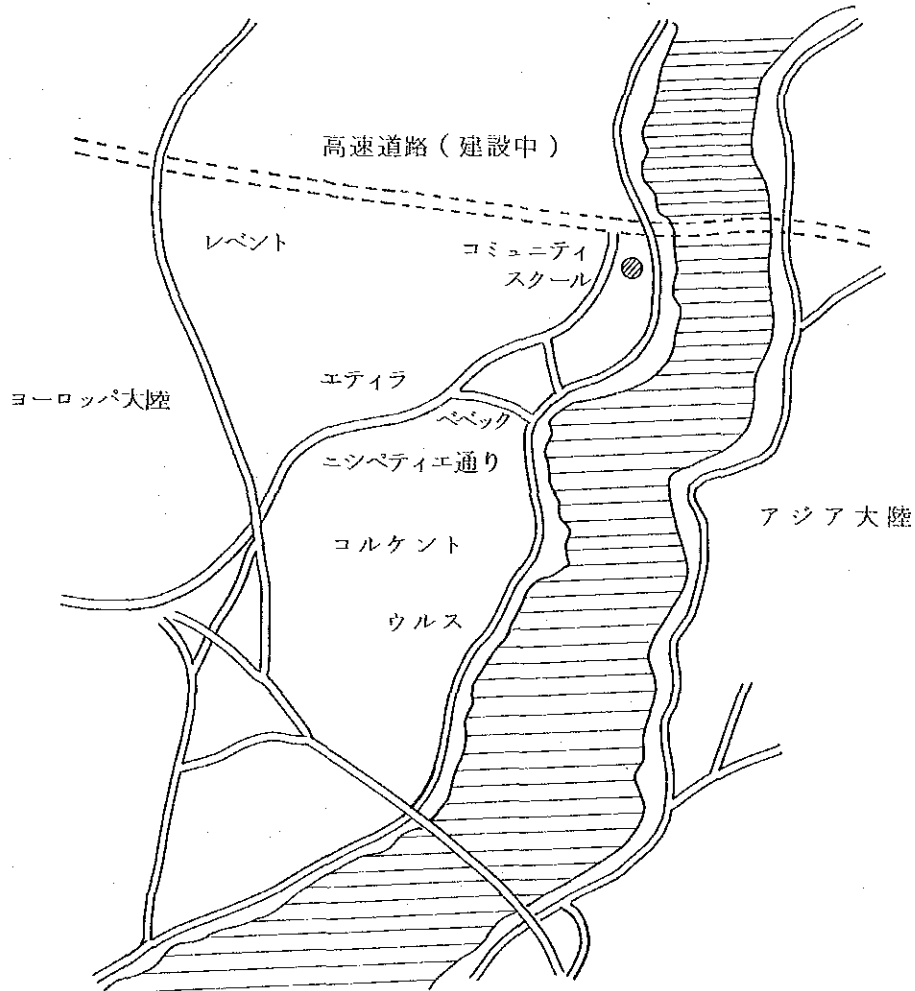 高速道路（建設中）
レベント
コミュニティ
スクール
エティラ
ヨーロッパ大陸
ベベック
ニシペティエ通り
アジア大陸
コルケント
ウルス